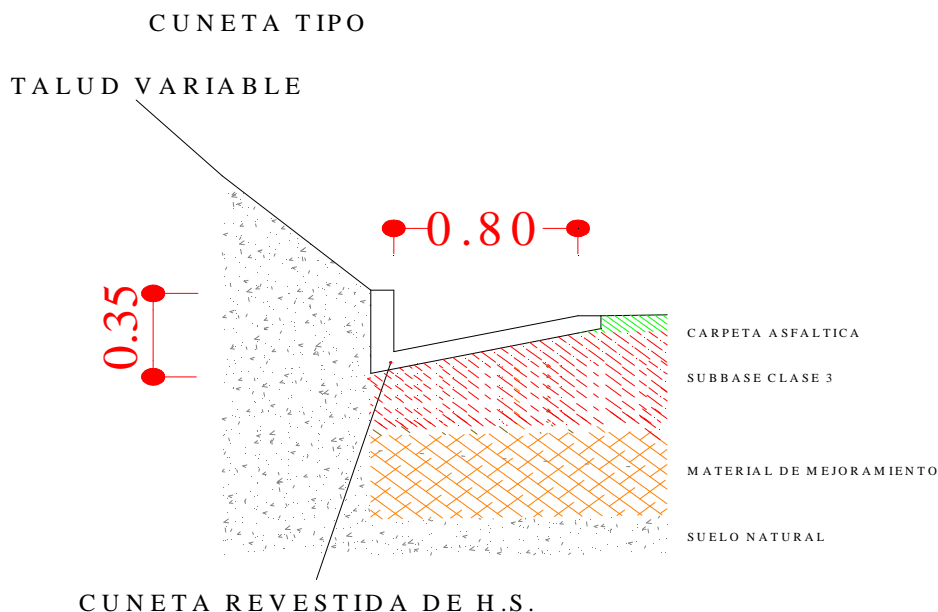 CUNETA TIPO
TALUD VARIABLE
0.80
0.35
CARPETA ASFALTICA
SUBBASE CLASE 3
MATERIAL DE MEJORAMIENTO
SUELO NATURAL
CUNETA REVESTIDA DE H.S.